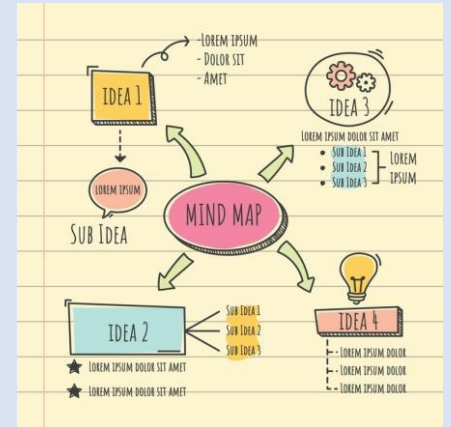 -Lorem ipsum
- Dolor sit
- Amet
IDEA 1
Lorem ipsum
Sub Idea
IDEA 3
Lorem ipsum dolor sit amet
• Sub Idea 1
• Sub Idea 2
• Sub Idea 3
Lorem
ipsum
MIND MAP
IDEA 2
Sub Idea 1
Sub Idea 2
Sub Idea 3
★ Lorem ipsum dolor sit amet
★ Lorem ipsum dolor sit amet
IDEA 4
- Lorem ipsum dolor
- Lorem ipsum dolor
- Lorem ipsum dolor